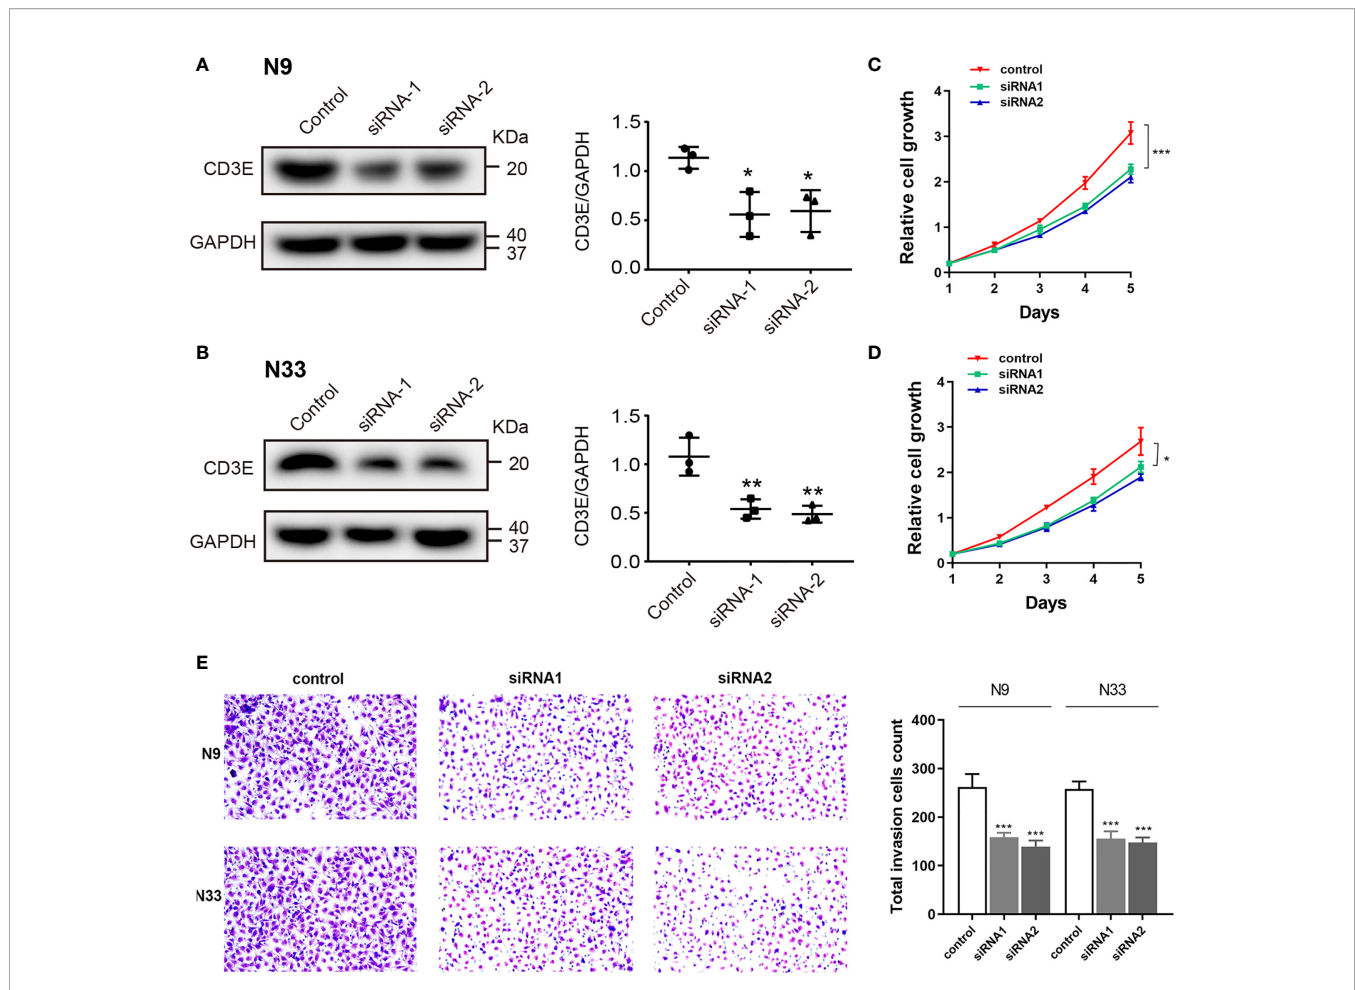 A
N9
Control
siRNA-1
siRNA-2
KDa
CD3E
20
GAPDH
40
37
CD3E/GAPDH
1.5
1.0
0.5
0.0
*
*
Control
siRNA-1
siRNA-2
C
control
siRNA1
siRNA2
Relative cell growth
4
3
2
1
0
***
1 2 3 4 5
Days
B
N33
Control
siRNA-1
siRNA-2
KDa
CD3E
20
GAPDH
40
37
CD3E/GAPDH
1.5
1.0
0.5
0.0
**
**
Control
siRNA-1
siRNA-2
D
control
siRNA1
siRNA2
Relative cell growth
4
3
2
1
0
*
1 2 3 4 5
Days
E
control siRNA1 siRNA2
N9
N33
N9 N33
Total invasion cells count
400
300
200
100
0
*** *** *** ***
control siRNA1 siRNA2 control siRNA1 siRNA2